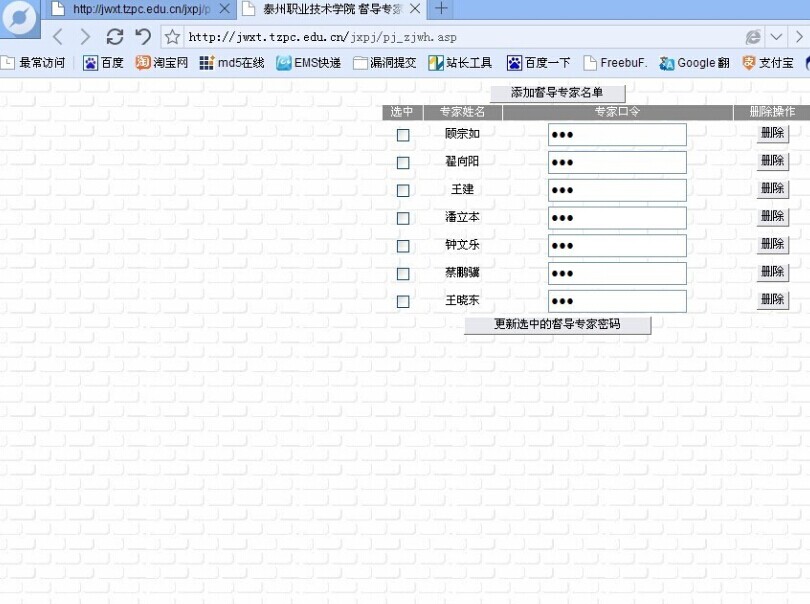 http://jwxt.tzpc.edu.cn/jxpj/p
泰州职业技术学院 督导专家
http://jwxt.tzpc.edu.cn/jxpj/pj_zjwh.asp
最常访问 百度 淘宝网 md5在线 EMS快递 漏洞提交 站长工具 百度一下 FreebuF. Google 翻 支付宝
添加督导专家名单
选中 专家姓名 专家口令 删除操作
顾宗如 ●●● 删除
翟向阳 ●●● 删除
王建 ●●● 删除
潘立本 ●●● 删除
钟文乐 ●●● 删除
蔡鹏骥 ●●● 删除
王晓东 ●●● 删除
更新选中的督导专家密码